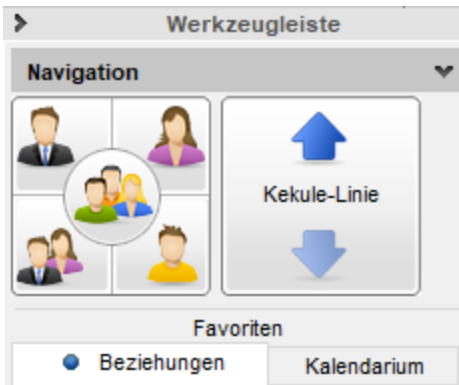 Werkzeugleiste
Navigation
Kekule-Linie
Favoriten
Beziehungen
Kalendarium